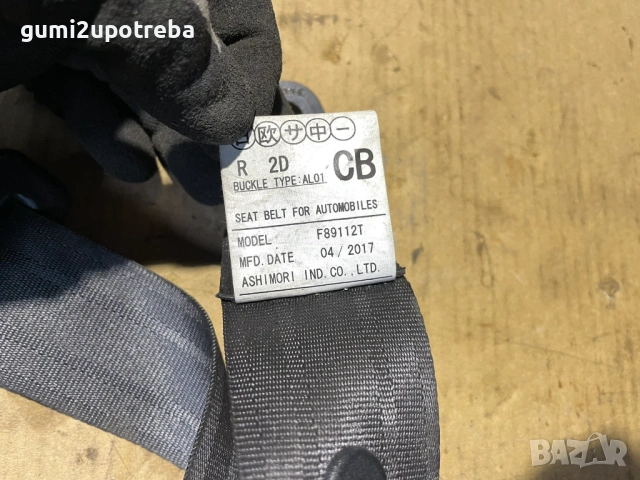 gumi2upotreba
日欧サ中一
R 2D CB
BUCKLE TYPE:AL01
SEAT BELT FOR AUTOMOBILES
MODEL F89112T
MFD. DATE 04/2017
ASHIMORI IND. CO., LTD.
BAZAR